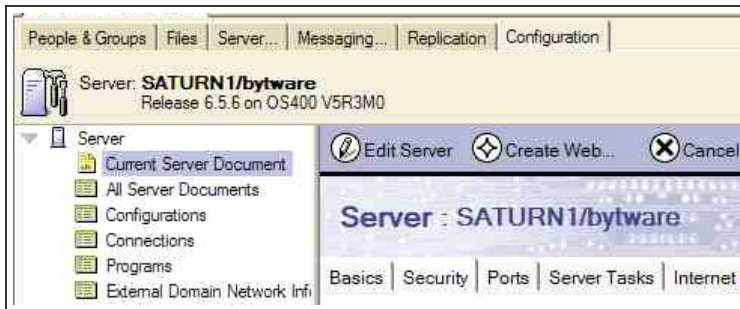 People & Groups Files Server... Messaging... Replication Configuration
Server: SATURN1/bytware
Release 6.5.6 on OS400 V5R3M0
Server
Current Server Document
All Server Documents
Configurations
Connections
Programs
External Domain Network Infi
Edit Server Create Web... Cancel
Server : SATURN1/bytware
Basics Security Ports Server Tasks Internet